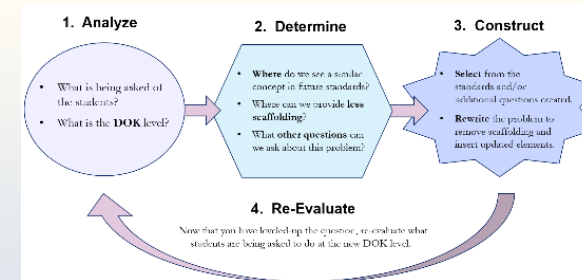 1. Analyze
• What is being asked of
the students?
• What is the DOK level?
2. Determine
• Where do we see a similar
concept in future standards?
• Where can we provide less
scaffolding?
• What other questions can
we ask about this problem?
3. Construct
• Select from the
standards and/or
additional questions created.
• Rewrite the problem to
remove scaffolding and
insert updated elements.
4. Re-Evaluate
Now that you have leveled-up the question, re-evaluate what
students are being asked to do at the new DOK level.